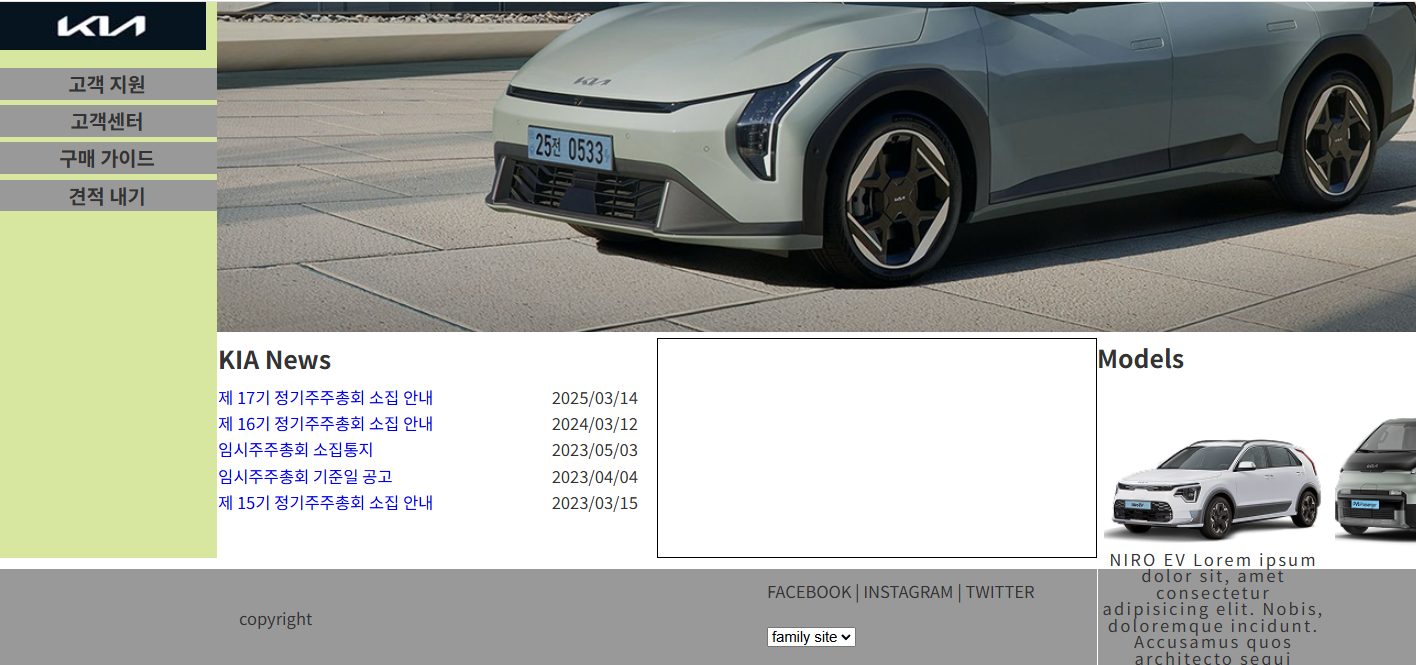 KIA
고객 지원
고객센터
구매 가이드
견적 내기
KIA
25전 0533
KIA News
제 17기 정기주주총회 소집 안내 2025/03/14
제 16기 정기주주총회 소집 안내 2024/03/12
임시주주총회 소집통지 2023/05/03
임시주주총회 기준일 공고 2023/04/04
제 15기 정기주주총회 소집 안내 2023/03/15
Models
NIRO EV Lorem ipsum
dolor sit, amet
consectetur
adipisicing elit. Nobis,
doloremque incidunt.
Accusamus quos
architecto sequi
copyright
FACEBOOK | INSTAGRAM | TWITTER
family site